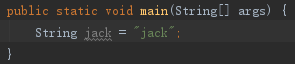 public static void main(String[] args) {
    String jack = "jack";
}